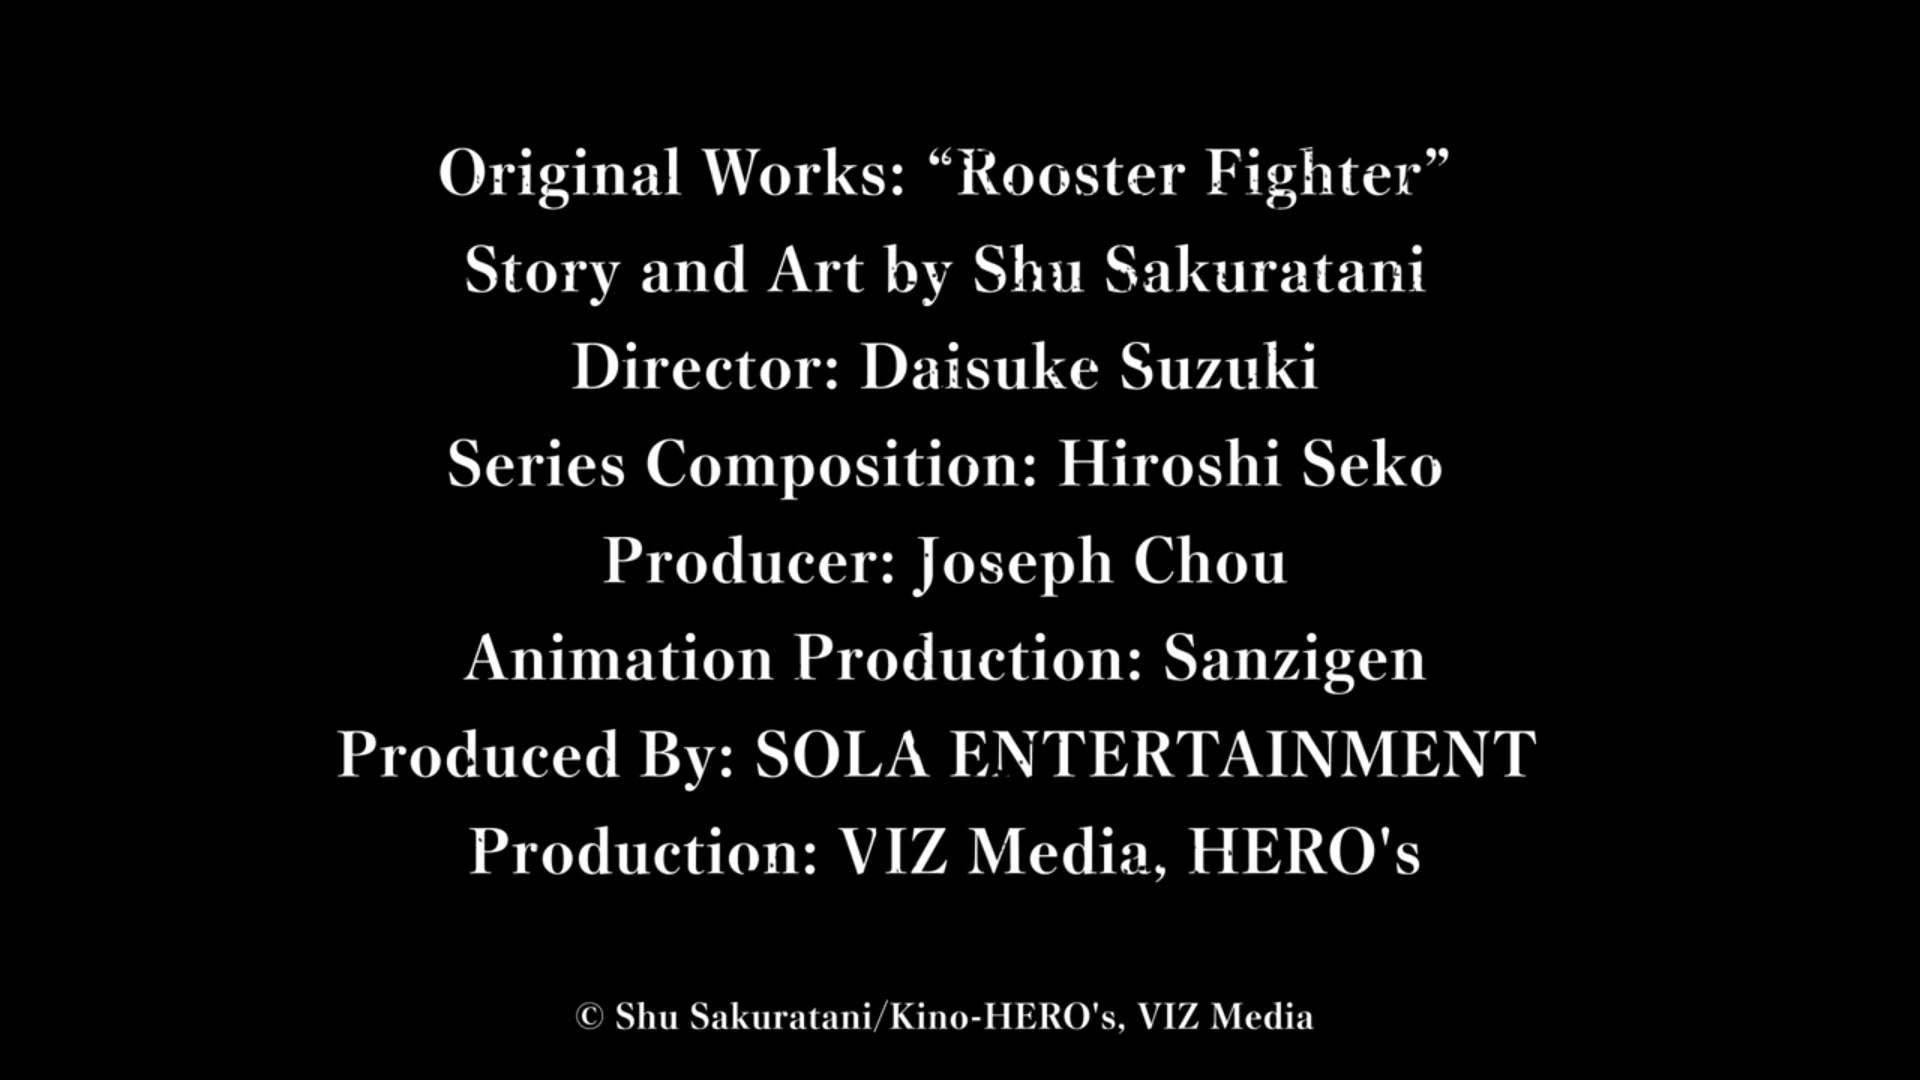 Original Works: “Rooster Fighter”
Story and Art by Shu Sakuratani
Director: Daisuke Suzuki
Series Composition: Hiroshi Seko
Producer: Joseph Chou
Animation Production: Sanzigen
Produced By: SOLA ENTERTAINMENT
Production: VIZ Media, HERO's
© Shu Sakuratani/Kino-HERO's, VIZ Media